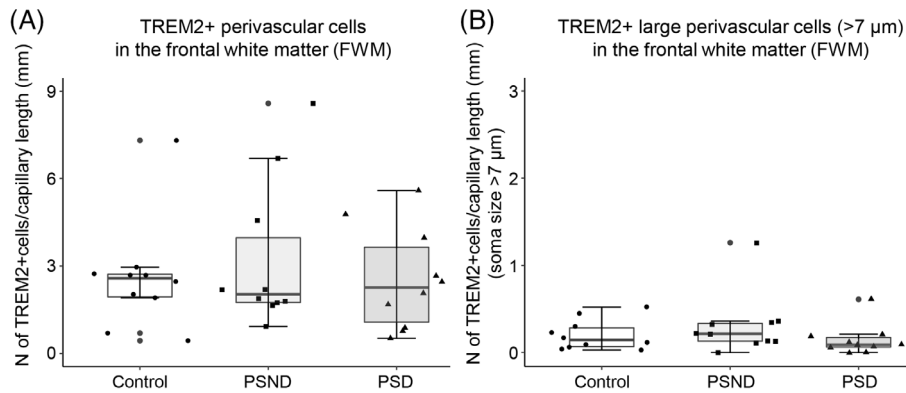 (A)
TREM2+ perivascular cells
in the frontal white matter (FWM)
N of TREM2+cells/capillary length (mm)
9
6
3
0
Control
PSND
PSD
(B)
TREM2+ large perivascular cells (>7 μm)
in the frontal white matter (FWM)
N of TREM2+cells/capillary length (mm)
(soma size >7 μm)
3
2
1
0
Control
PSND
PSD